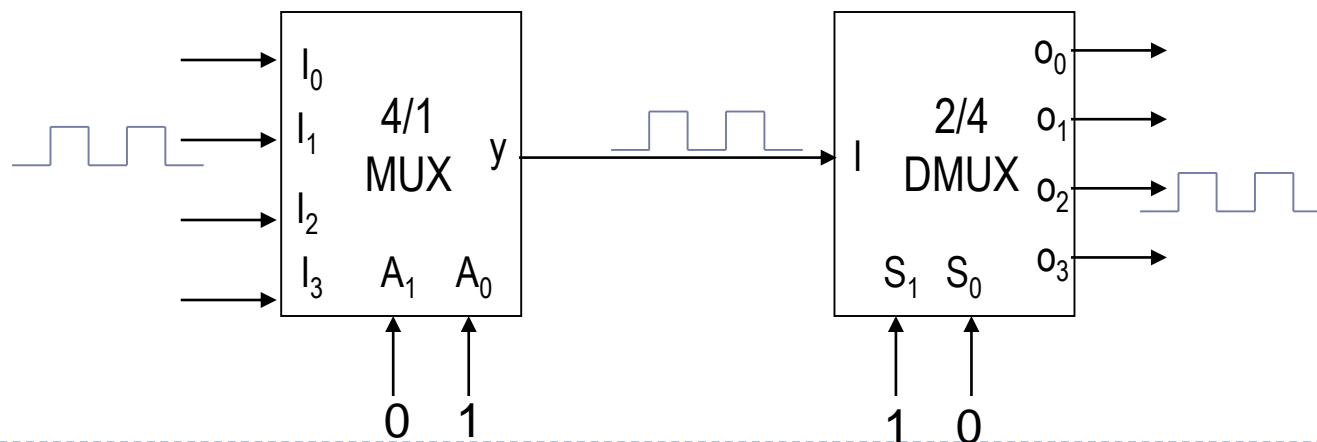 I₀
I₁
I₂
I₃
4/1
MUX
y
A₁ A₀
0 1
I
2/4
DMUX
o₀
o₁
o₂
o₃
S₁ S₀
1 0